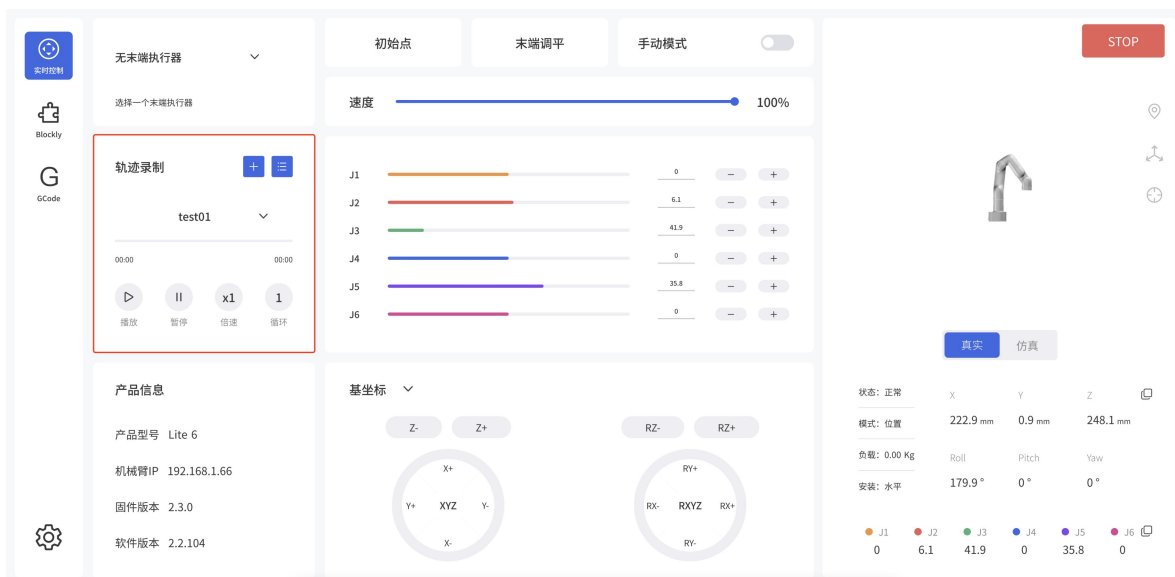 实时控制
Blockly
G
GCode
无末端执行器
选择一个末端执行器
轨迹录制
+
test01
00:00 00:00
x1 1
播放 暂停 倍速 循环
产品信息
产品型号 Lite 6
机械臂IP 192.168.1.66
固件版本 2.3.0
软件版本 2.2.104
初始点 末端调平 手动模式
速度 100%
J1 0 − +
J2 6.1 − +
J3 41.9 − +
J4 0 − +
J5 35.8 − +
J6 0 − +
基坐标
Z- Z+
X+
Y+ XYZ Y-
X-
RZ- RZ+
RY+
RX- RXYZ RX+
RY-
STOP
真实 仿真
状态：正常
模式：位置
负载：0.00 Kg
安装：水平
X Y Z
222.9 mm 0.9 mm 248.1 mm
Roll Pitch Yaw
179.9 ° 0 ° 0 °
J1 J2 J3 J4 J5 J6
0 6.1 41.9 0 35.8 0